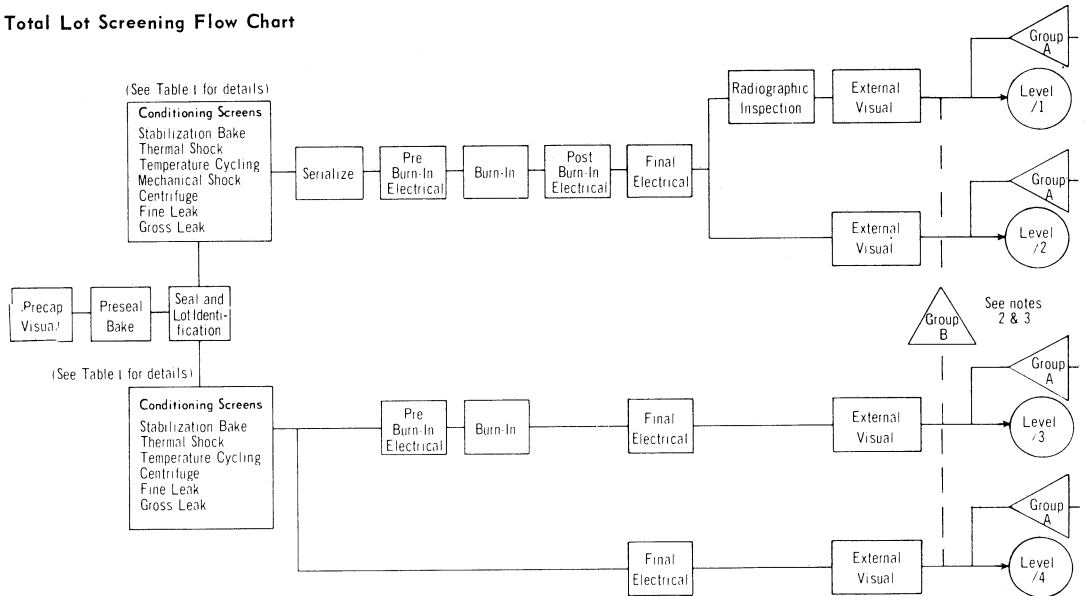 Total Lot Screening Flow Chart
(See Table I for details)
Conditioning Screens
Stabilization Bake
Thermal Shock
Temperature Cycling
Mechanical Shock
Centrifuge
Fine Leak
Gross Leak
Serialize
Pre
Burn-In
Electrical
Burn-In
Post
Burn-In
Electrical
Final
Electrical
Radiographic
Inspection
External
Visual
Group
A
Level
/1
External
Visual
Group
A
Level
/2
Precap
Visual
Preseal
Bake
Seal and
Lot Identi-
fication
Group
B
See notes
2 & 3
(See Table I for details)
Conditioning Screens
Stabilization Bake
Thermal Shock
Temperature Cycling
Centrifuge
Fine Leak
Gross Leak
Pre
Burn-In
Electrical
Burn-In
Final
Electrical
External
Visual
Group
A
Level
/3
Final
Electrical
External
Visual
Group
A
Level
/4